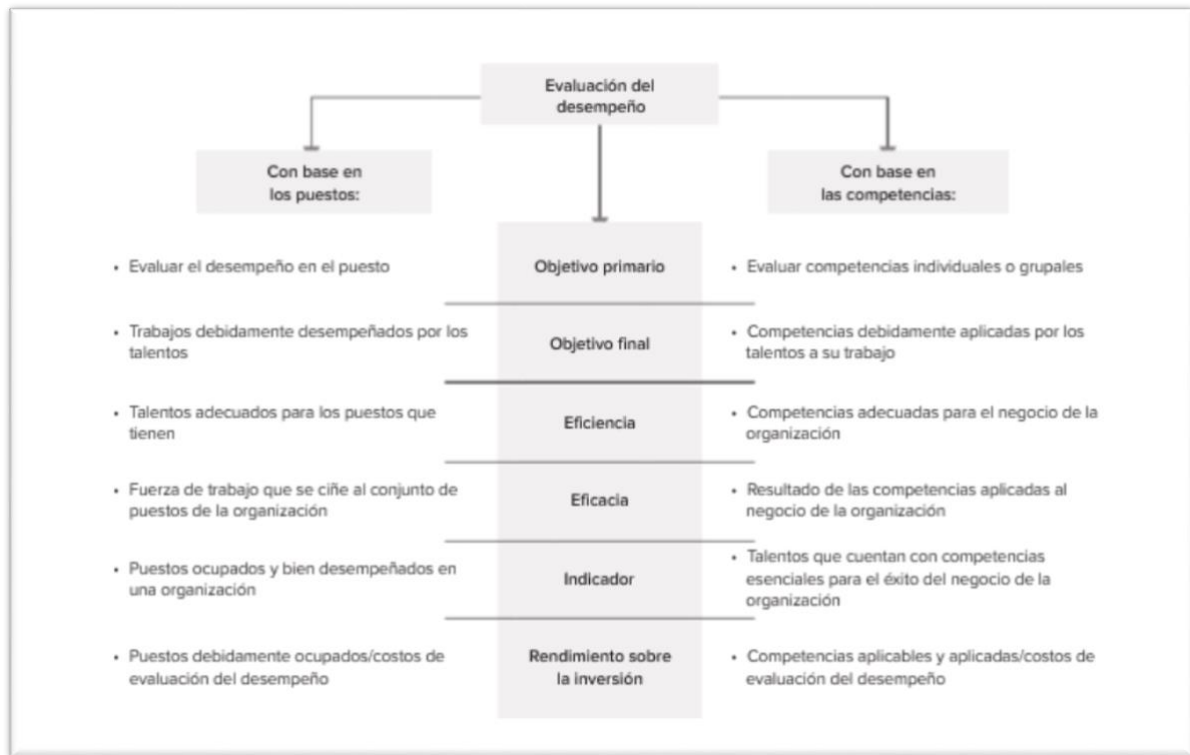 Evaluación del
desempeño
Con base en
los puestos:
Con base en
las competencias:
• Evaluar el desempeño en el puesto
Objetivo primario
• Evaluar competencias individuales o grupales
• Trabajos debidamente desempeñados por los
talentos
Objetivo final
• Competencias debidamente aplicadas por los
talentos a su trabajo
• Talentos adecuados para los puestos que
tienen
Eficiencia
• Competencias adecuadas para el negocio de la
organización
• Fuerza de trabajo que se ciñe al conjunto de
puestos de la organización
Eficacia
• Resultado de las competencias aplicadas al
negocio de la organización
• Puestos ocupados y bien desempeñados en
una organización
Indicador
• Talentos que cuentan con competencias
esenciales para el éxito del negocio de la
organización
• Puestos debidamente ocupados/costos de
evaluación del desempeño
Rendimiento sobre
la inversión
• Competencias aplicables y aplicadas/costos de
evaluación del desempeño